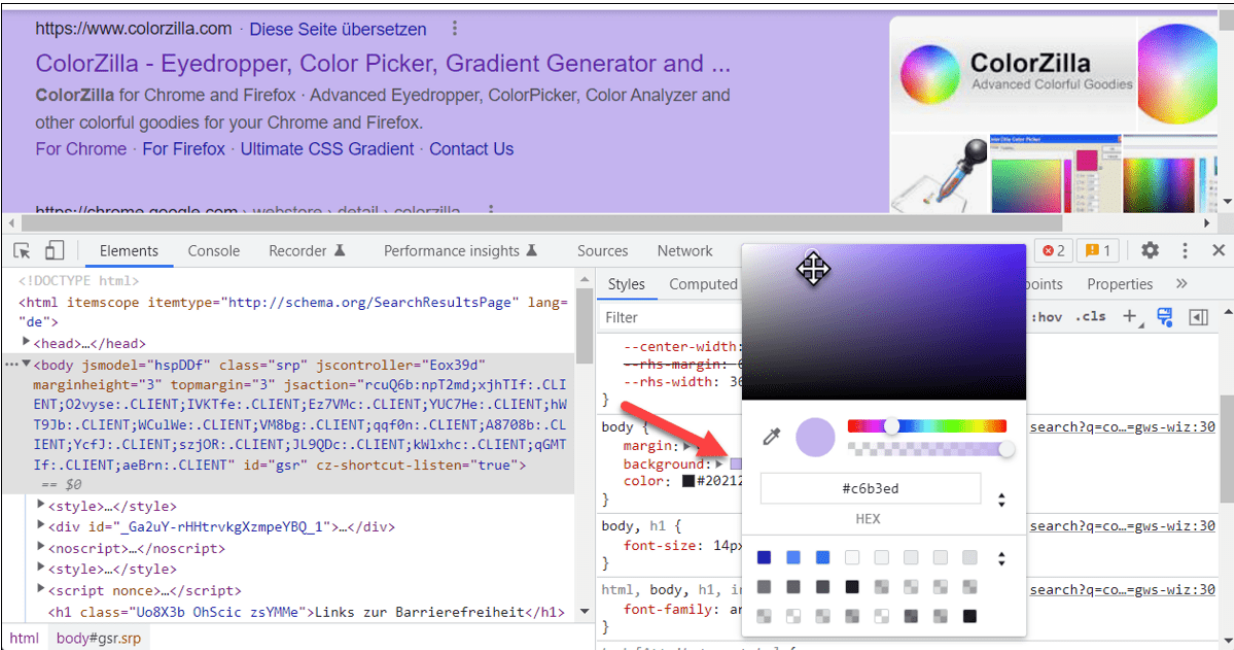 https://www.colorzilla.com · Diese Seite übersetzen
ColorZilla - Eyedropper, Color Picker, Gradient Generator and ...
ColorZilla for Chrome and Firefox · Advanced Eyedropper, ColorPicker, Color Analyzer and
other colorful goodies for your Chrome and Firefox.
For Chrome · For Firefox · Ultimate CSS Gradient · Contact Us
ColorZilla
Advanced Colorful Goodies
https://chrome.google.com › webstore › detail › colorzilla
Elements Console Recorder Performance insights Sources Network 2 1
<!DOCTYPE html>
<html itemscope itemtype="http://schema.org/SearchResultsPage" lang=
"de">
<head>…</head>
<body jsmodel="hspDDf" class="srp" jscontroller="Eox39d"
marginheight="3" topmargin="3" jsaction="rcuQ6b:npT2md;xjhTIf:.CLI
ENT;O2vyse:.CLIENT;IVKTfe:.CLIENT;Ez7VMc:.CLIENT;YUC7He:.CLIENT;hW
T9Jb:.CLIENT;WCulWe:.CLIENT;VM8bg:.CLIENT;qqf0n:.CLIENT;A8708b:.CL
IENT;YcfJ:.CLIENT;szjOR:.CLIENT;JL9QDc:.CLIENT;kWlxhc:.CLIENT;qGMT
If:.CLIENT;aeBrn:.CLIENT" id="gsr" cz-shortcut-listen="true">
== $0
<style>…</style>
<div id="_Ga2uY-rHHtrvkgXzmpeYBQ_1">…</div>
<noscript>…</noscript>
<style>…</style>
<script nonce>…</script>
<h1 class="Uo8X3b OhScic zsYMMe">Links zur Barrierefreiheit</h1>
html body#gsr.srp
Styles Computed Properties
Filter :hov .cls
--center-width:
--rhs-margin:
--rhs-width: 
}
body { search?q=co…=gws-wiz:30
margin:
background:
color: #20212
}
body, h1 { search?q=co…=gws-wiz:30
font-size: 14px
}
html, body, h1, search?q=co…=gws-wiz:30
font-family:
}
#c6b3ed
HEX